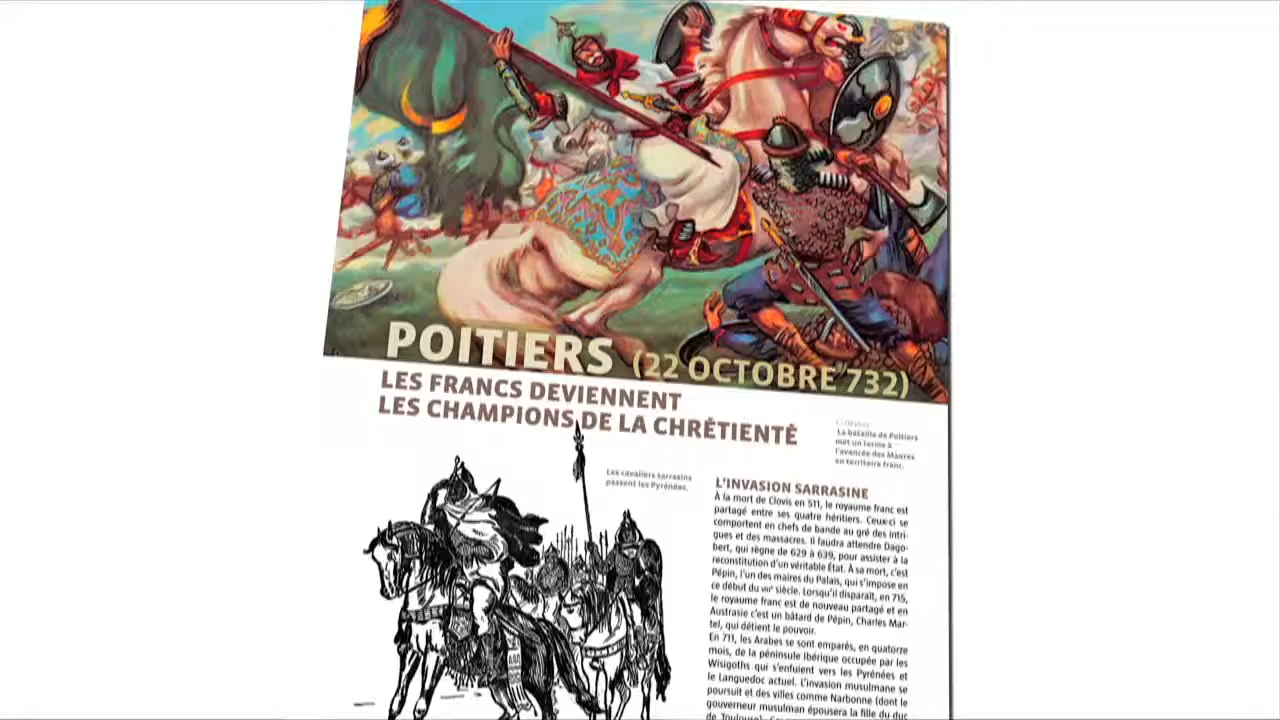 POITIERS (22 OCTOBRE 732)
LES FRANCS DEVIENNENT
LES CHAMPIONS DE LA CHRÉTIENTÉ
La bataille de Poitiers
met un terme à
l'avancée des Maures
en territoire franc.
Les cavaliers sarrasins
passent les Pyrénées.
L'INVASION SARRASINE
À la mort de Clovis en 511, le royaume franc est
partagé entre ses quatre héritiers. Ceux-ci se
comportent en chefs de bande au gré des intri-
gues et des massacres. Il faudra attendre Dago-
bert, qui règne de 629 à 639, pour assister à la
reconstitution d'un véritable État. À sa mort, c'est
Pépin, l'un des maires du Palais, qui s'impose en
ce début du VIIIe siècle. Lorsqu'il disparaît, en 715,
le royaume franc est de nouveau partagé et en
Austrasie c'est un bâtard de Pépin, Charles Mar-
tel, qui détient le pouvoir.
En 711, les Arabes se sont emparés, en quatorze
mois, de la péninsule Ibérique occupée par les
Wisigoths qui s'enfuient vers les Pyrénées et
le Languedoc actuel. L'invasion musulmane se
poursuit et des villes comme Narbonne (dont le
gouverneur musulman épousera la fille du duc
de Toulouse)